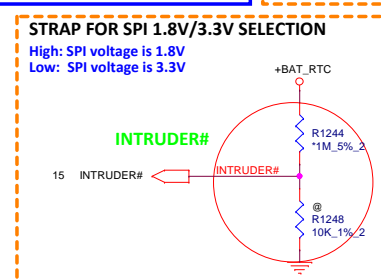 STRAP FOR SPI 1.8V/3.3V SELECTION
High: SPI voltage is 1.8V
Low: SPI voltage is 3.3V
+BAT_RTC
INTRUDER#
R1244
*1M_5%_2
15 INTRUDER# INTRUDER#
@
R1248
10K_1%_2